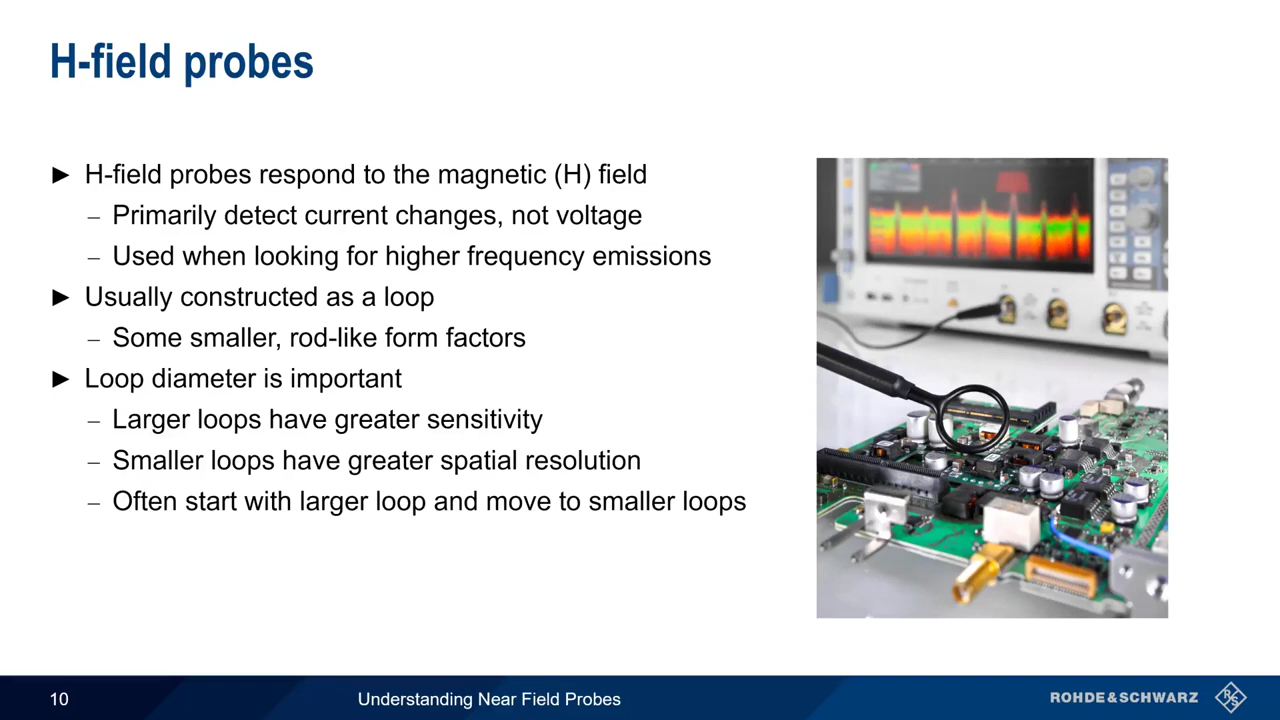 H-field probes
► H-field probes respond to the magnetic (H) field
– Primarily detect current changes, not voltage
– Used when looking for higher frequency emissions
► Usually constructed as a loop
– Some smaller, rod-like form factors
► Loop diameter is important
– Larger loops have greater sensitivity
– Smaller loops have greater spatial resolution
– Often start with larger loop and move to smaller loops
10
Understanding Near Field Probes
ROHDE&SCHWARZ
R&S